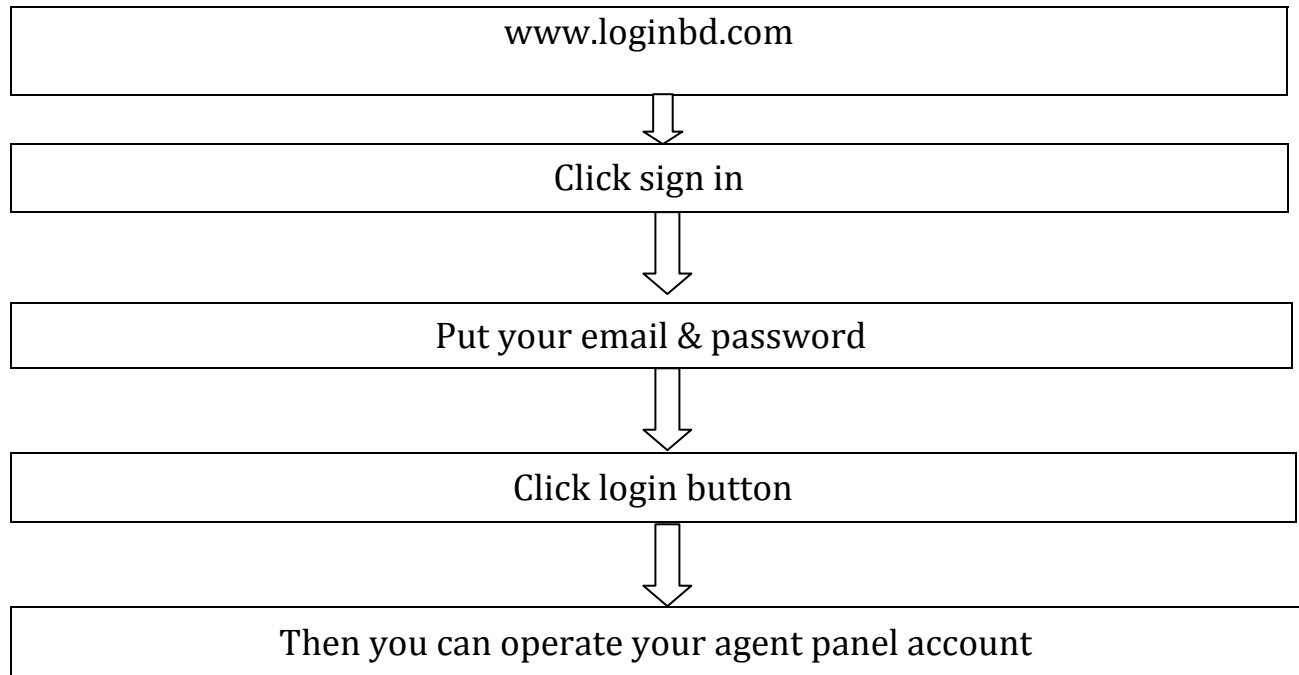 www.loginbd.com
Click sign in
Put your email & password
Click login button
Then you can operate your agent panel account